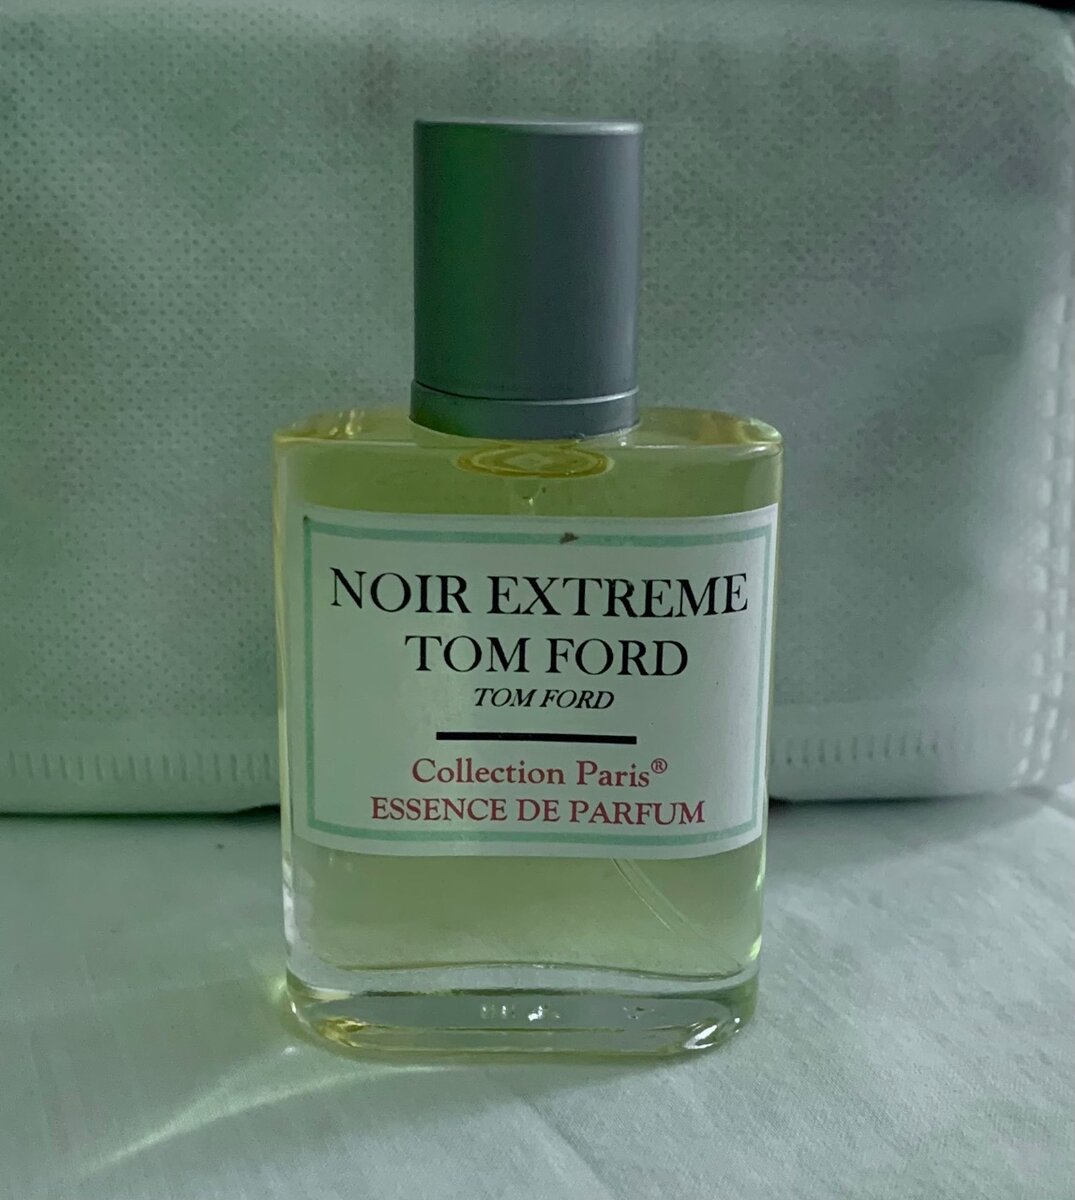 NOIR EXTREME
TOM FORD
TOM FORD
Collection Paris®
ESSENCE DE PARFUM